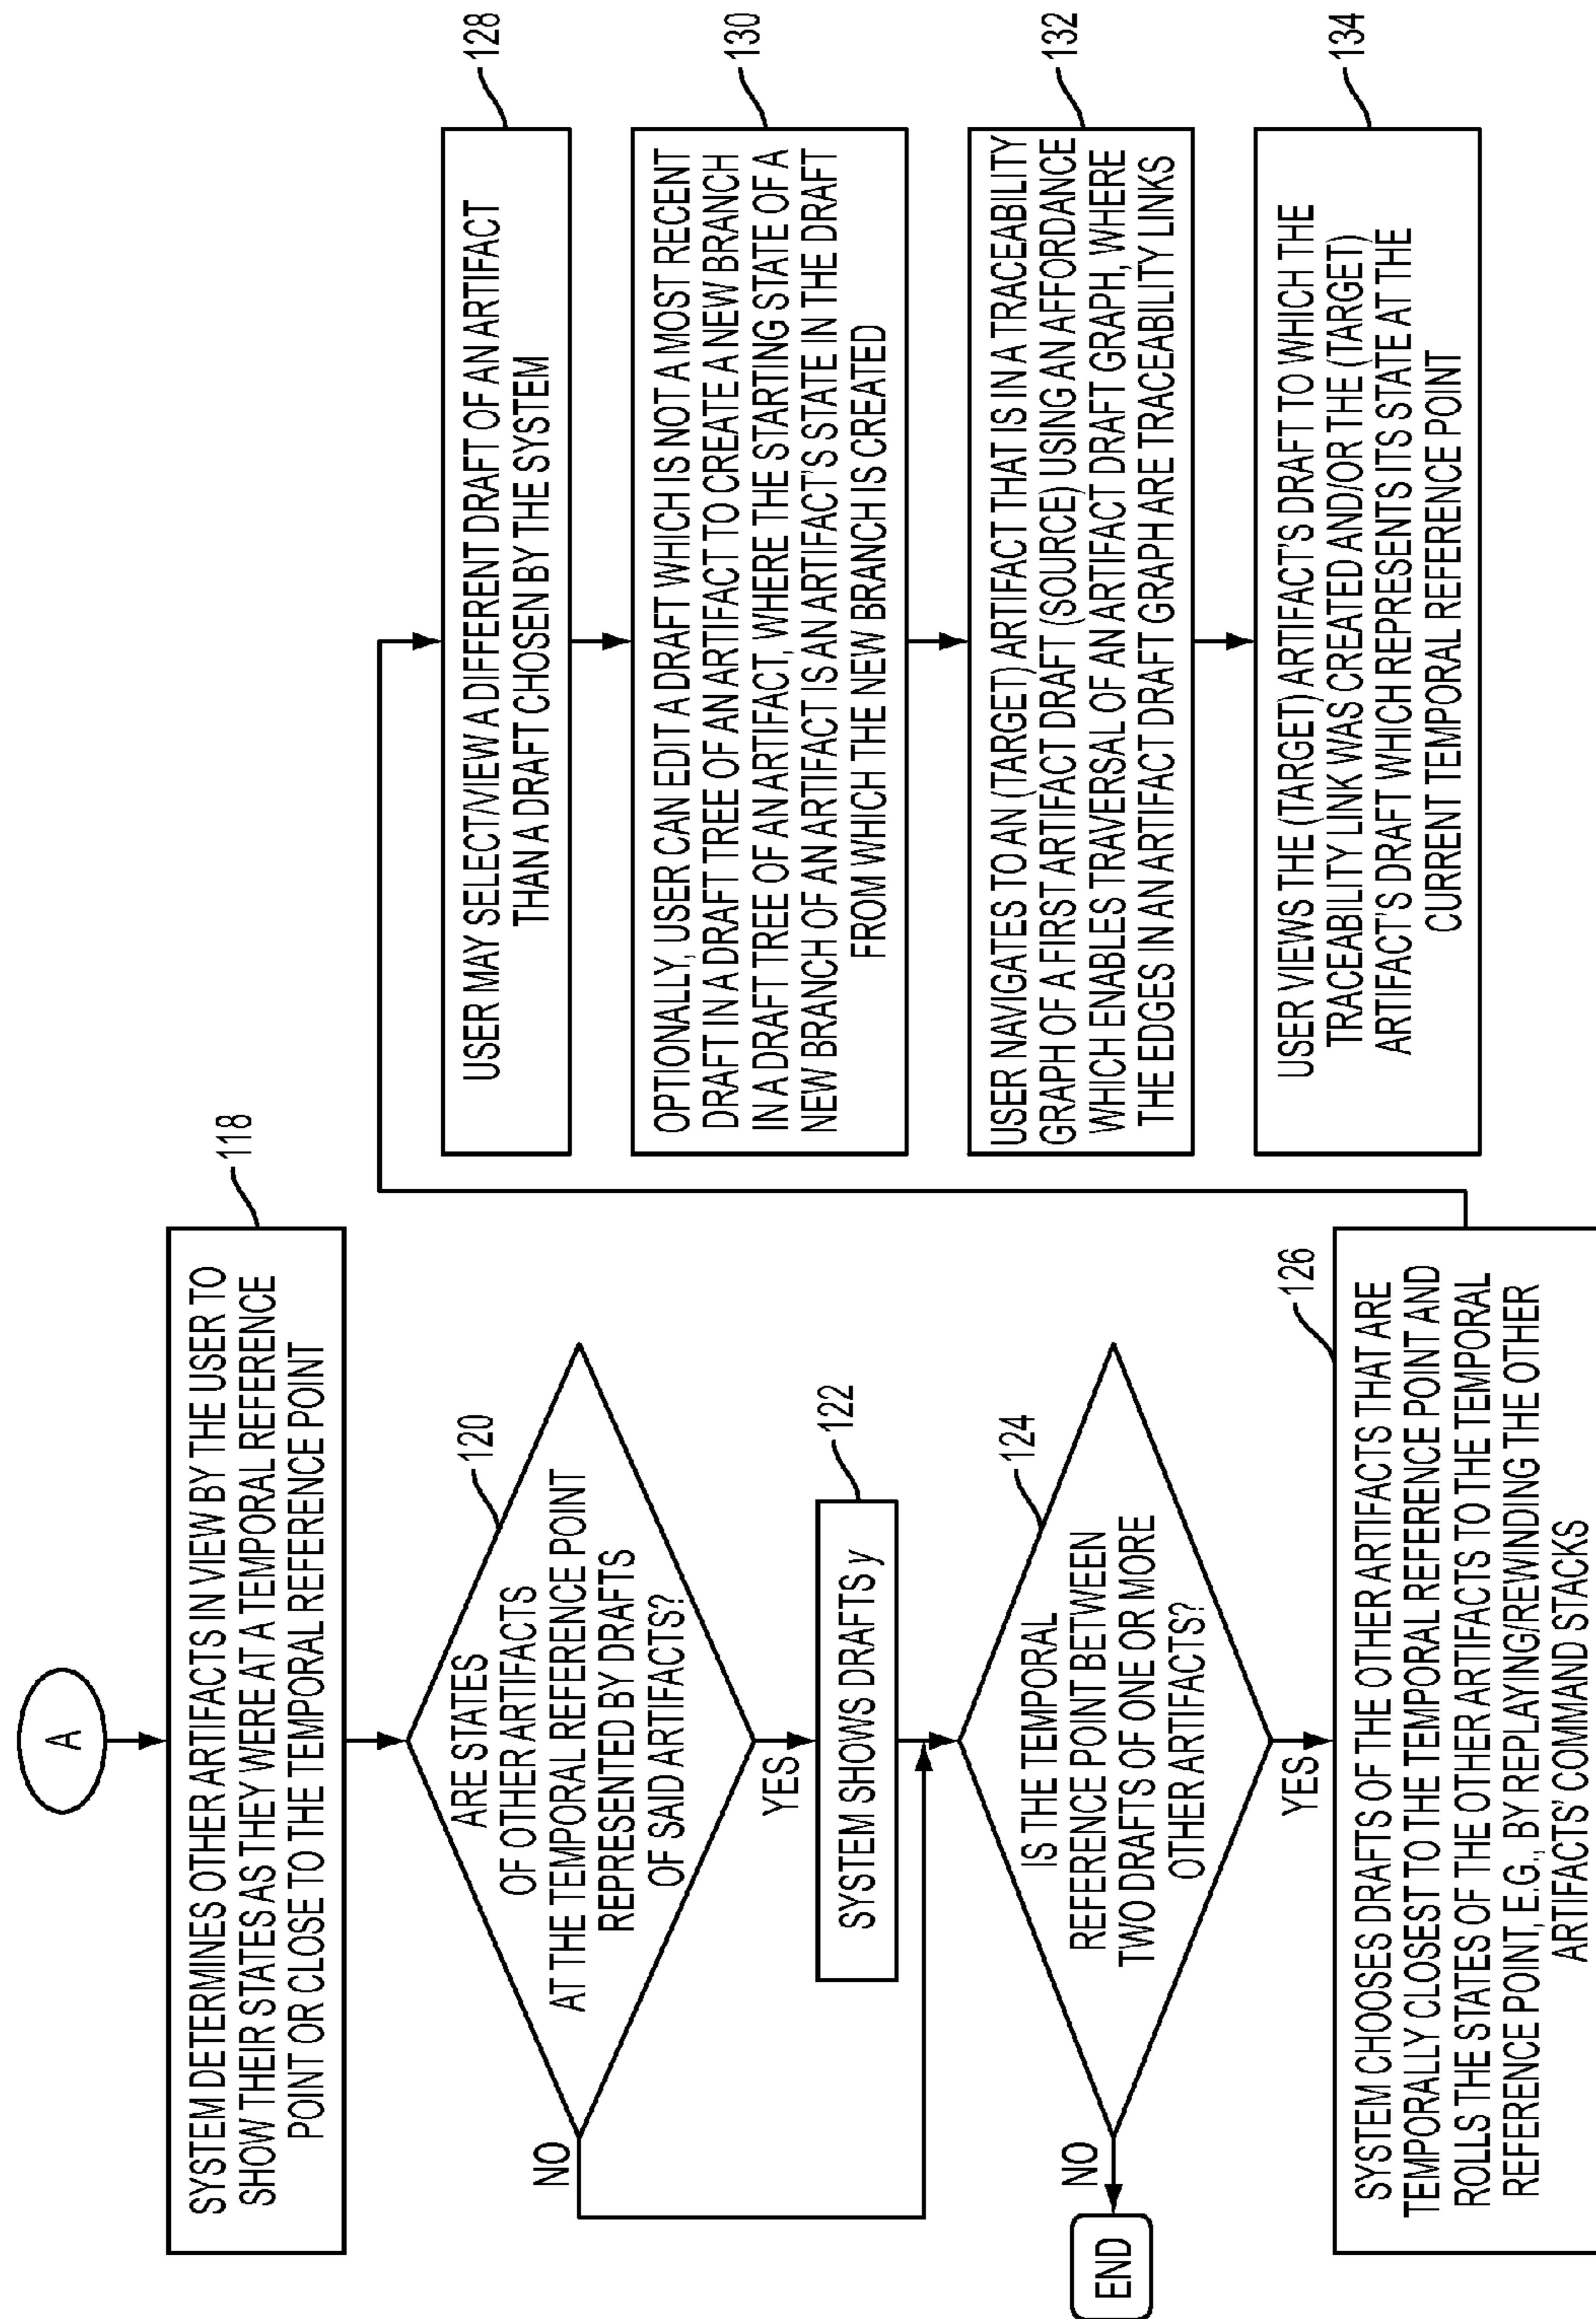 A
118
SYSTEM DETERMINES OTHER ARTIFACTS IN VIEW BY THE USER TO
SHOW THEIR STATES AS THEY WERE AT A TEMPORAL REFERENCE
POINT OR CLOSE TO THE TEMPORAL REFERENCE POINT
120
ARE STATES
OF OTHER ARTIFACTS
AT THE TEMPORAL REFERENCE POINT
REPRESENTED BY DRAFTS
OF SAID ARTIFACTS?
NO
YES
122
SYSTEM SHOWS DRAFTS y
124
IS THE TEMPORAL
REFERENCE POINT BETWEEN
TWO DRAFTS OF ONE OR MORE
OTHER ARTIFACTS?
NO
END
YES
126
SYSTEM CHOOSES DRAFTS OF THE OTHER ARTIFACTS THAT ARE
TEMPORALLY CLOSEST TO THE TEMPORAL REFERENCE POINT AND
ROLLS THE STATES OF THE OTHER ARTIFACTS TO THE TEMPORAL
REFERENCE POINT, E.G., BY REPLAYING/REWINDING THE OTHER
ARTIFACTS' COMMAND STACKS
128
USER MAY SELECT/VIEW A DIFFERENT DRAFT OF AN ARTIFACT
THAN A DRAFT CHOSEN BY THE SYSTEM
130
OPTIONALLY, USER CAN EDIT A DRAFT WHICH IS NOT A MOST RECENT
DRAFT IN A DRAFT TREE OF AN ARTIFACT TO CREATE A NEW BRANCH
IN A DRAFT TREE OF AN ARTIFACT, WHERE THE STARTING STATE OF A
NEW BRANCH OF AN ARTIFACT IS AN ARTIFACT'S STATE IN THE DRAFT
FROM WHICH THE NEW BRANCH IS CREATED
132
USER NAVIGATES TO AN (TARGET) ARTIFACT THAT IS IN A TRACEABILITY
GRAPH OF A FIRST ARTIFACT DRAFT (SOURCE) USING AN AFFORDANCE
WHICH ENABLES TRAVERSAL OF AN ARTIFACT DRAFT GRAPH, WHERE
THE EDGES IN AN ARTIFACT DRAFT GRAPH ARE TRACEABILITY LINKS
134
USER VIEWS THE (TARGET) ARTIFACT'S DRAFT TO WHICH THE
TRACEABILITY LINK WAS CREATED AND/OR THE (TARGET)
ARTIFACT'S DRAFT WHICH REPRESENTS ITS STATE AT THE
CURRENT TEMPORAL REFERENCE POINT